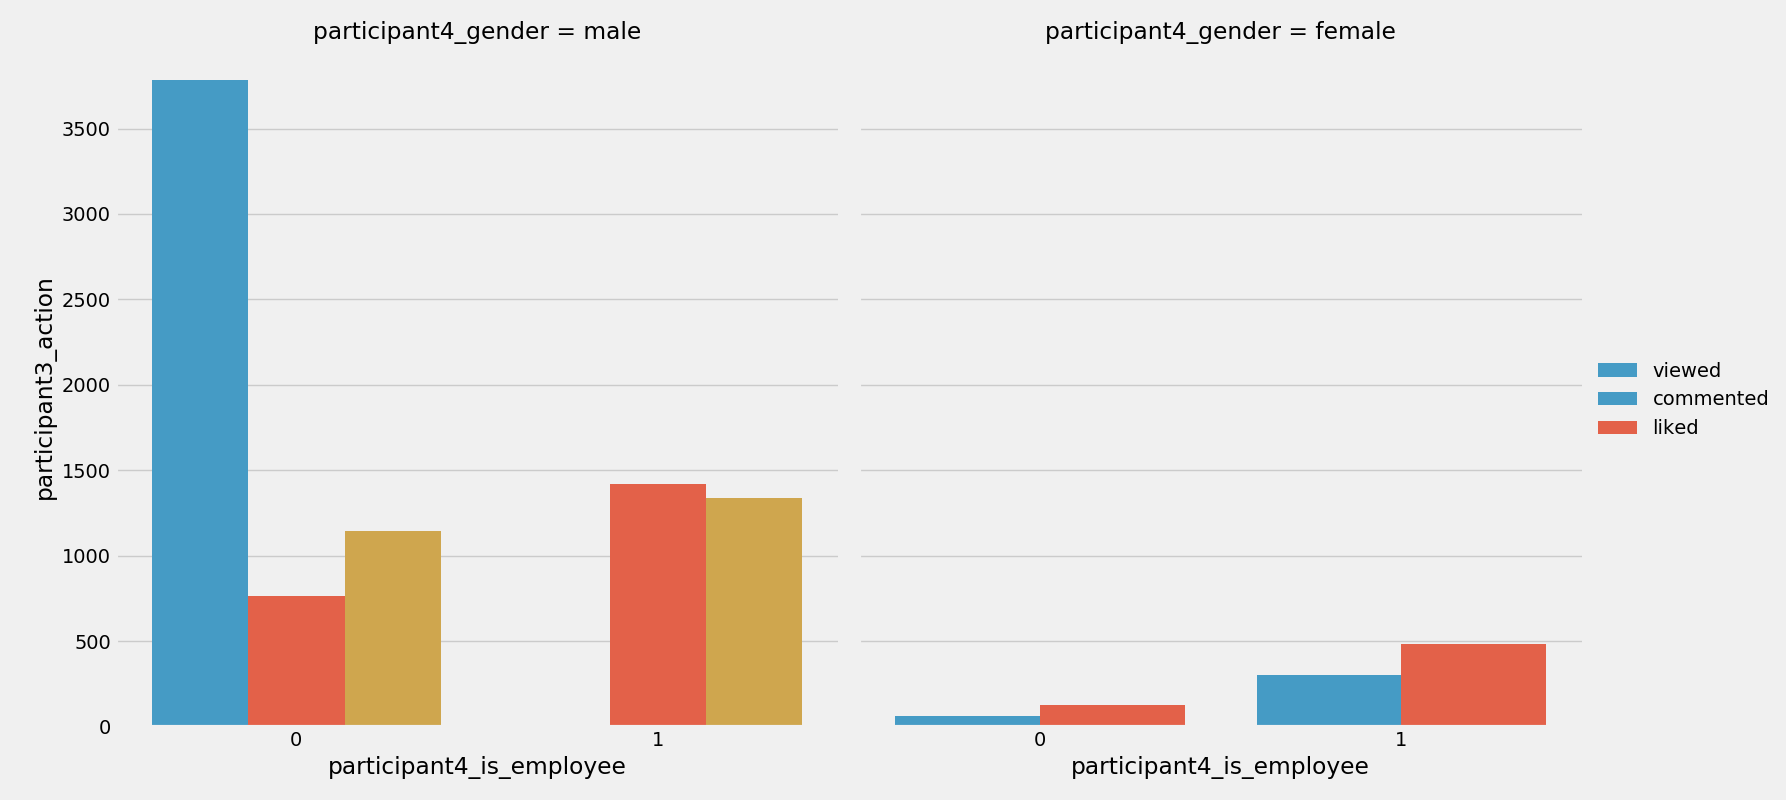 participant4_gender = male
participant4_gender = female
participant3_action
3500
3000
2500
2000
1500
1000
500
0
0 1
0 1
participant4_is_employee
participant4_is_employee
viewed
commented
liked